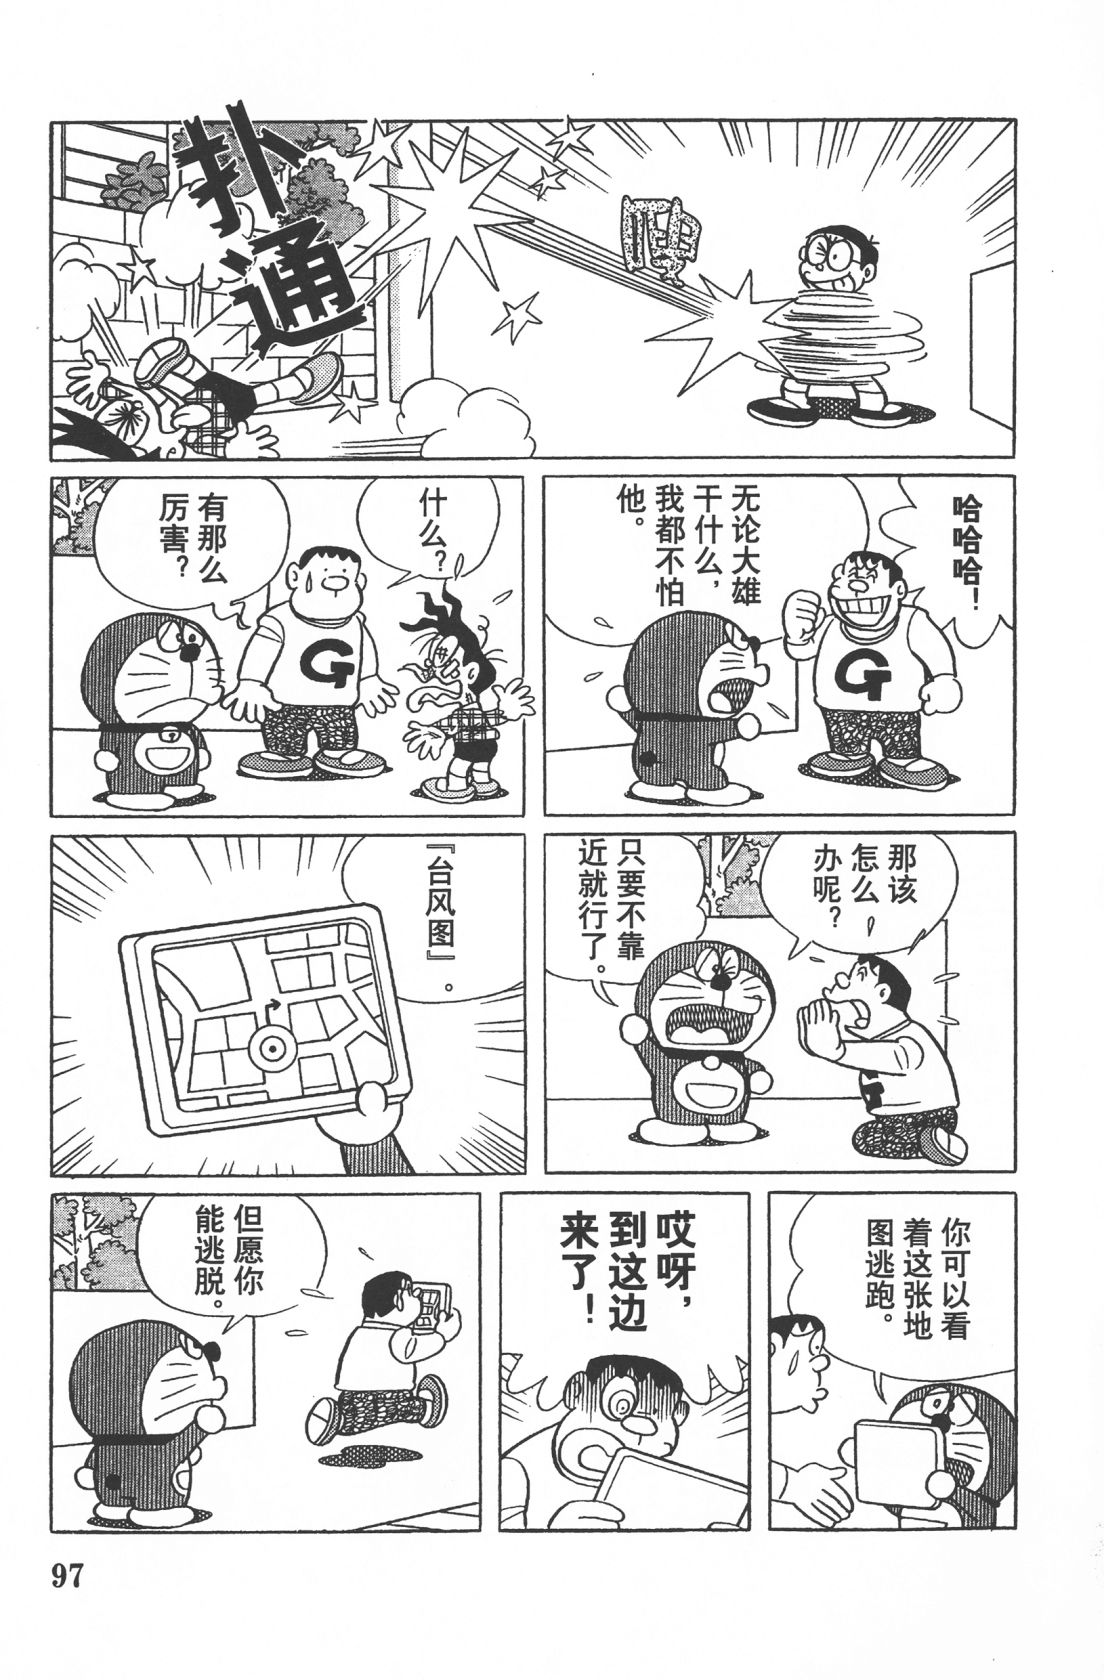 扑
通
哈哈哈！
无论大雄
干什么，
我都不怕
他。
什么？
有那么
厉害？
那该
怎么
办呢？
只要不靠
近就行了。
『台风图』。
你可以看
着这张地
图逃跑。
哎呀，
到这边
来了！
但愿你
能逃脱。
G
G
97